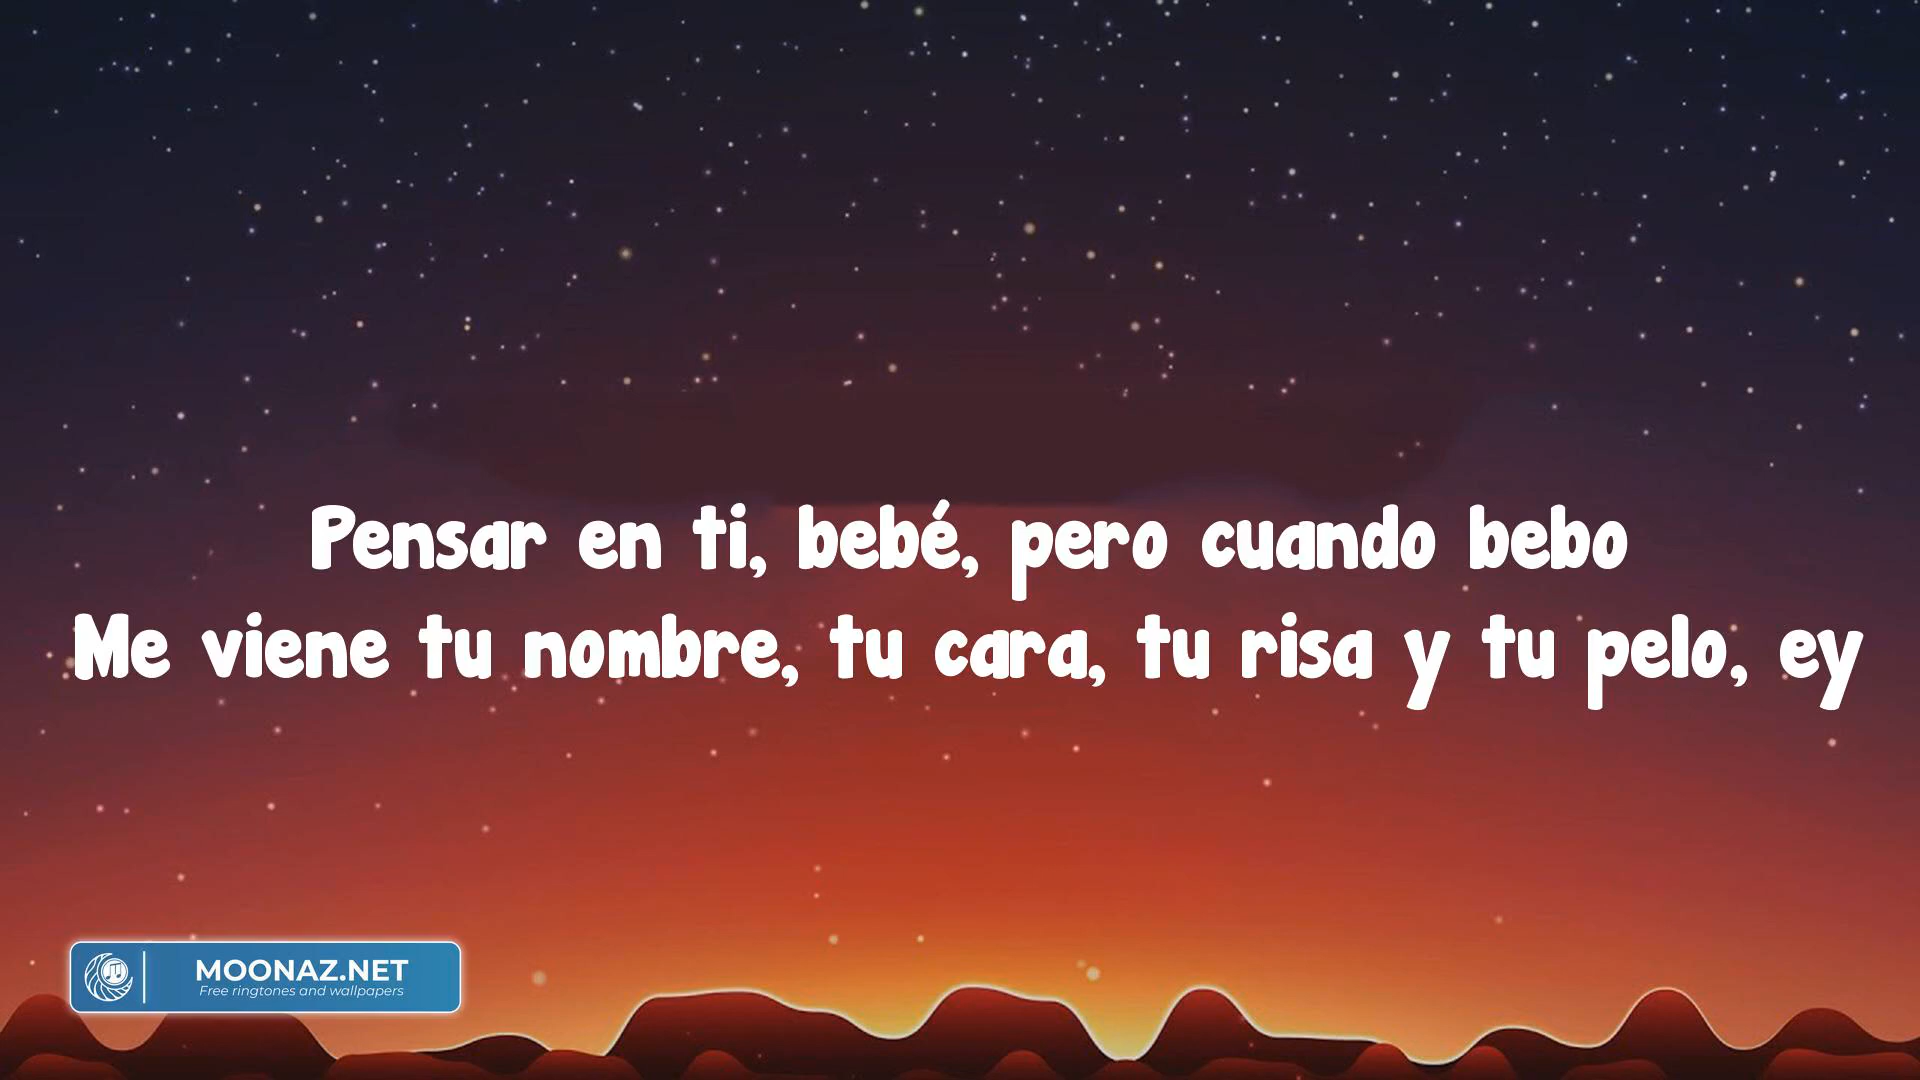 Pensar en ti, bebé, pero cuando bebo
Me viene tu nombre, tu cara, tu risa y tu pelo, ey
MOONAZ.NET
Free ringtones and wallpapers